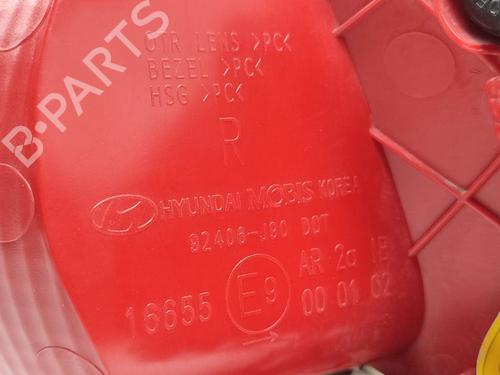 B-PARTS
OTR LENS >PC<
BEZEL >PC<
HSG >PC<
R
HYUNDAI MOBIS KOREA
92406-J90 DOT
AR 2a IB
16655 E9 00 01 02